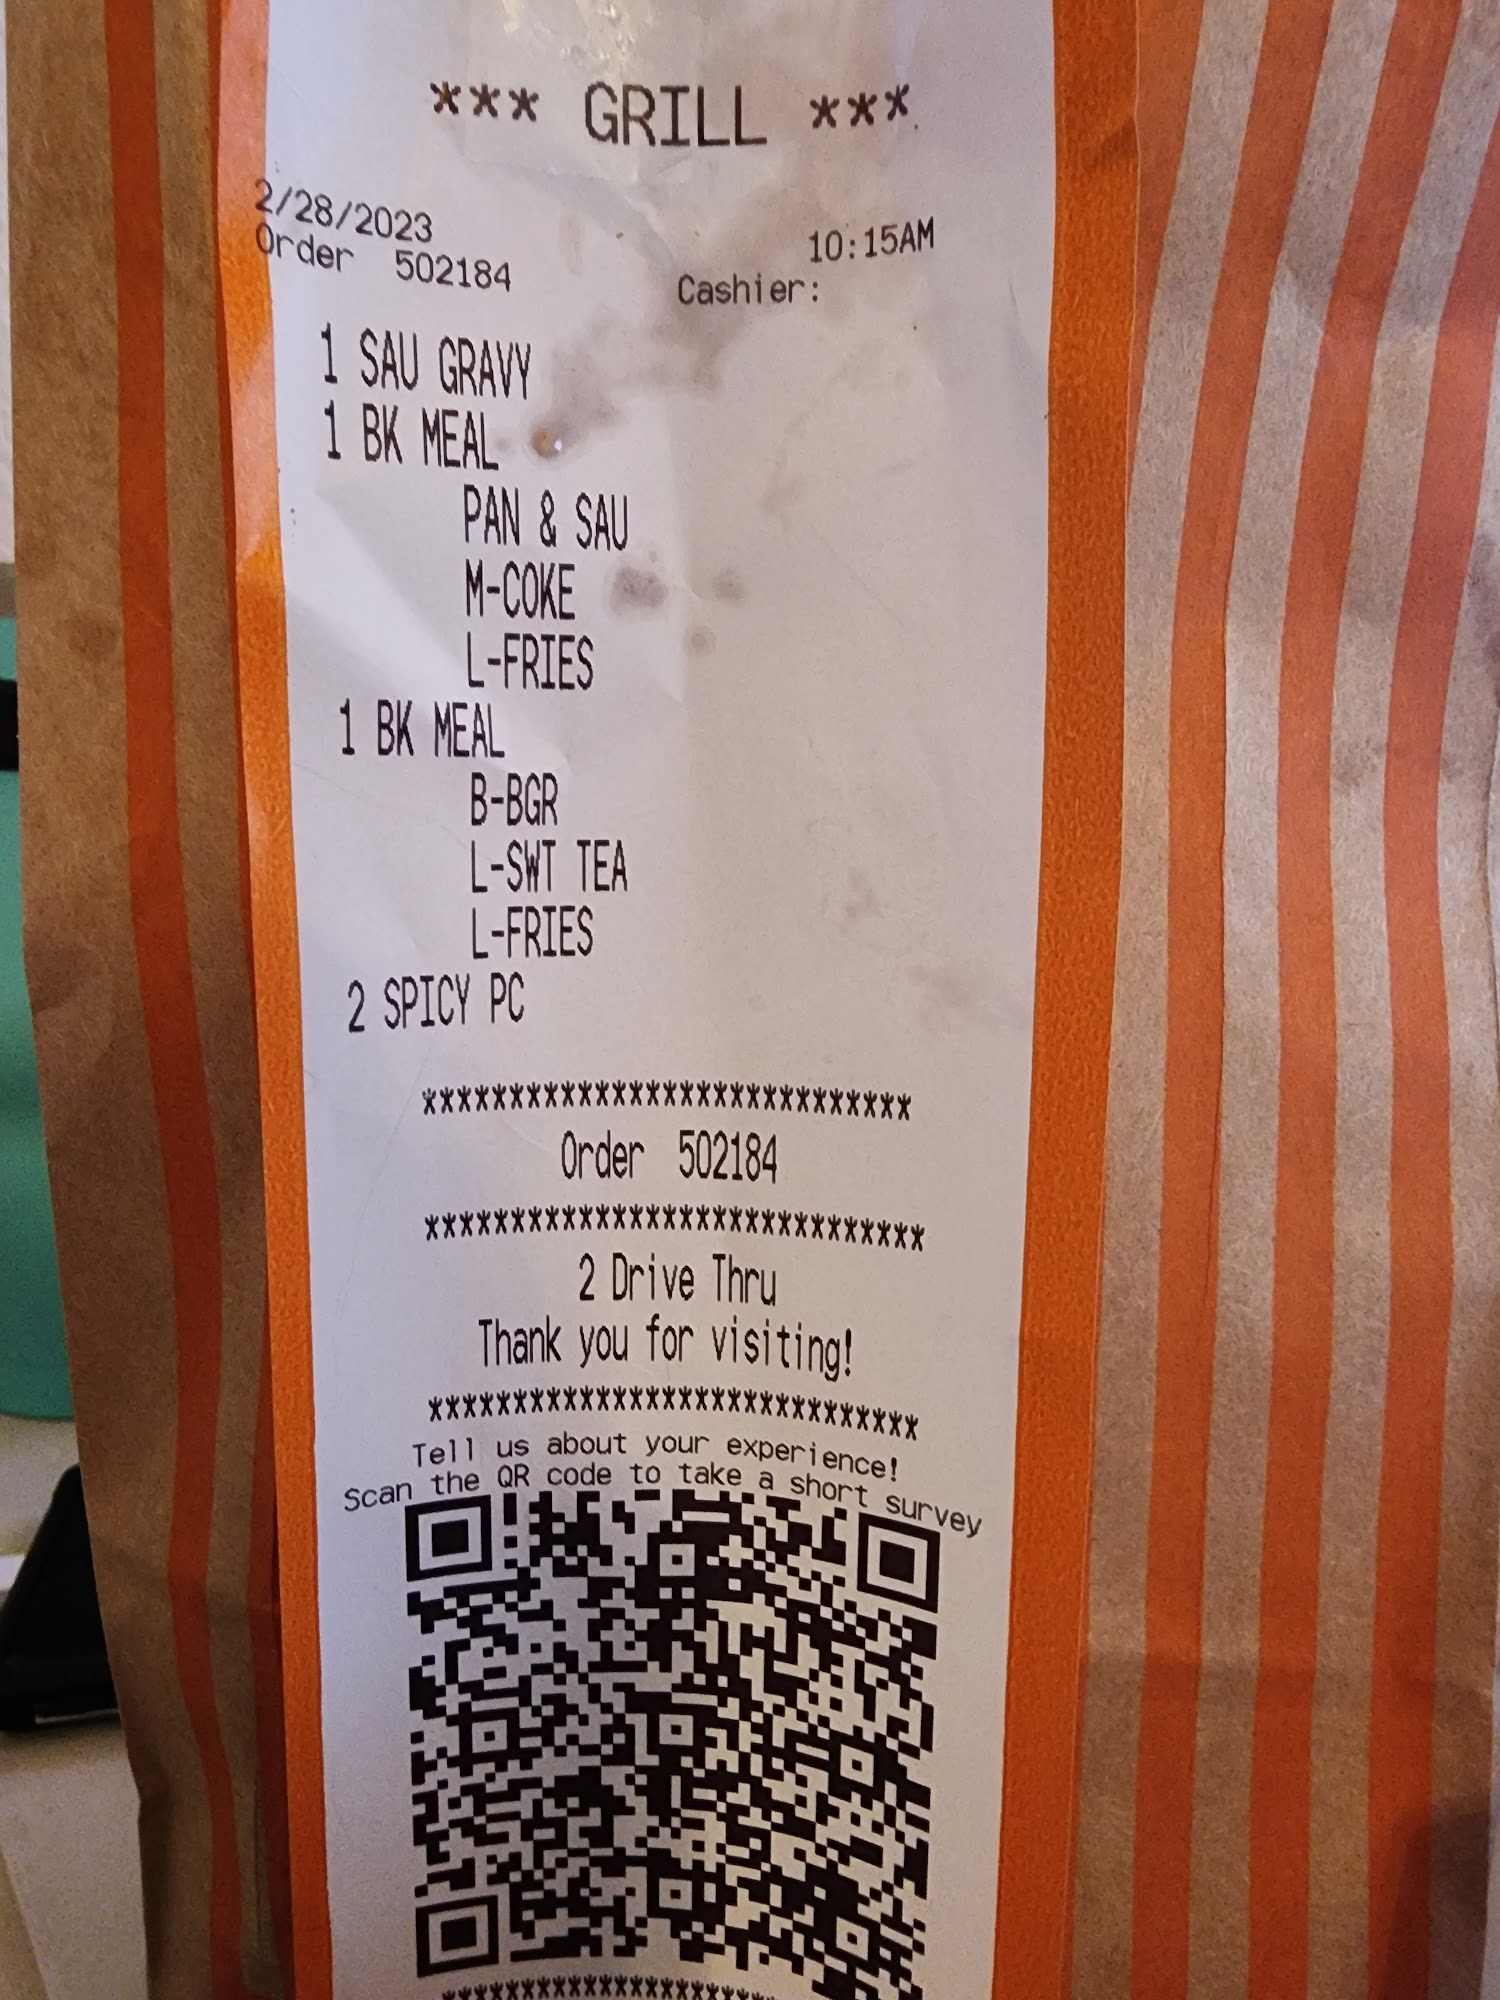 *** GRILL ***
2/28/2023 10:15AM
Order 502184 Cashier:
1 SAU GRAVY
1 BK MEAL
PAN & SAU
M-COKE
L-FRIES
1 BK MEAL
B-BGR
L-SWT TEA
L-FRIES
2 SPICY PC
*****************************
Order 502184
*****************************
2 Drive Thru
Thank you for visiting!
*****************************
Tell us about your experience!
Scan the QR code to take a short survey